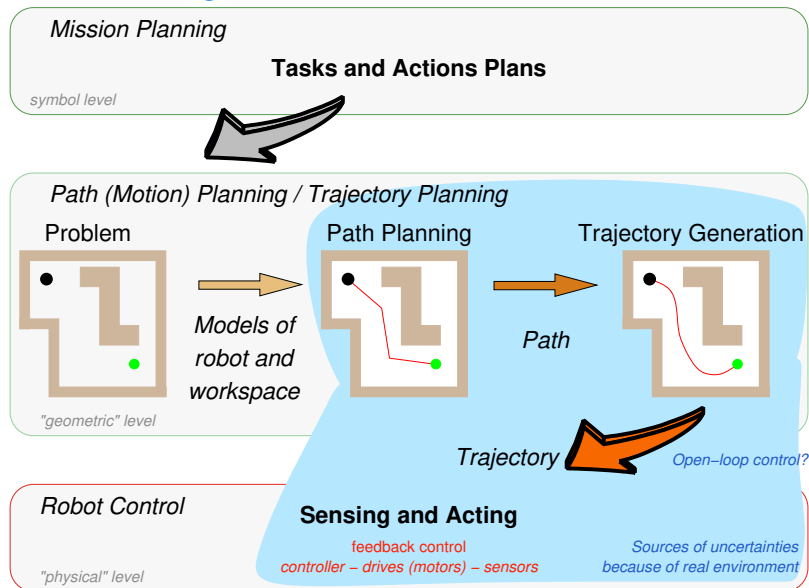 Mission Planning
Tasks and Actions Plans
symbol level
Path (Motion) Planning / Trajectory Planning
Problem
Path Planning
Trajectory Generation
Models of
robot and
workspace
Path
"geometric" level
Trajectory
Open−loop control?
Robot Control
Sensing and Acting
feedback control
controller − drives (motors) − sensors
Sources of uncertainties
because of real environment
"physical" level